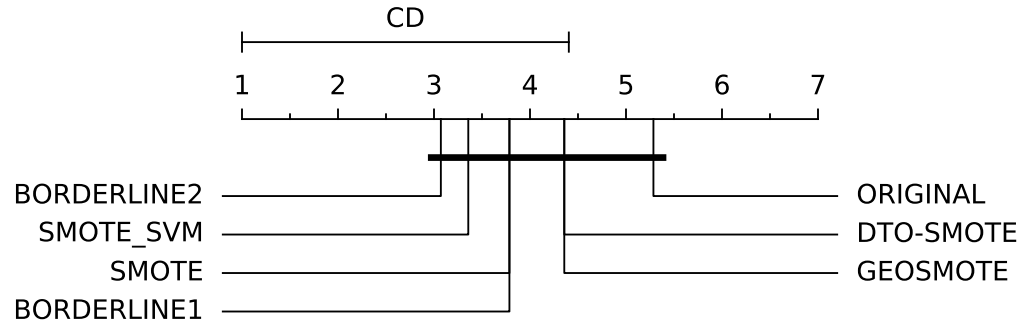 CD
1 2 3 4 5 6 7
BORDERLINE2 ORIGINAL
SMOTE_SVM DTO-SMOTE
SMOTE GEOSMOTE
BORDERLINE1